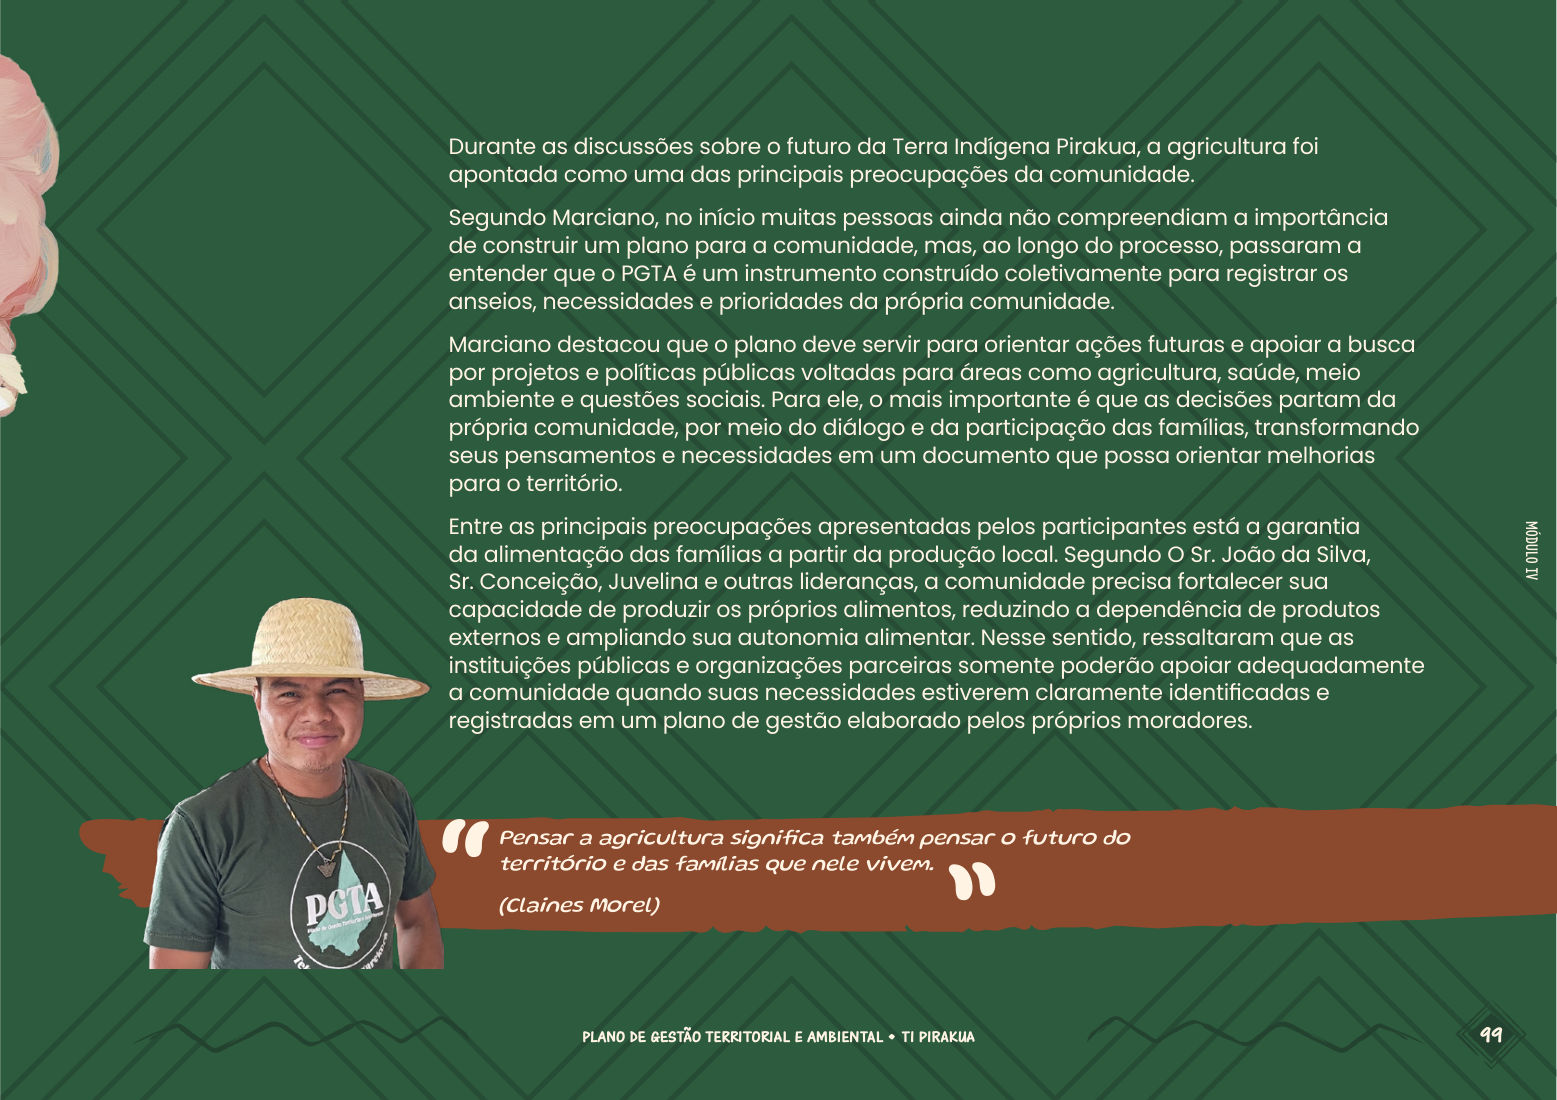 Durante as discussões sobre o futuro da Terra Indígena Pirakua, a agricultura foi
apontada como uma das principais preocupações da comunidade.
Segundo Marciano, no início muitas pessoas ainda não compreendiam a importância
de construir um plano para a comunidade, mas, ao longo do processo, passaram a
entender que o PGTA é um instrumento construído coletivamente para registrar os
anseios, necessidades e prioridades da própria comunidade.
Marciano destacou que o plano deve servir para orientar ações futuras e apoiar a busca
por projetos e políticas públicas voltadas para áreas como agricultura, saúde, meio
ambiente e questões sociais. Para ele, o mais importante é que as decisões partam da
própria comunidade, por meio do diálogo e da participação das famílias, transformando
seus pensamentos e necessidades em um documento que possa orientar melhorias
para o território.
Entre as principais preocupações apresentadas pelos participantes está a garantia
da alimentação das famílias a partir da produção local. Segundo O Sr. João da Silva,
Sr. Conceição, Juvelina e outras lideranças, a comunidade precisa fortalecer sua
capacidade de produzir os próprios alimentos, reduzindo a dependência de produtos
externos e ampliando sua autonomia alimentar. Nesse sentido, ressaltaram que as
instituições públicas e organizações parceiras somente poderão apoiar adequadamente
a comunidade quando suas necessidades estiverem claramente identificadas e
registradas em um plano de gestão elaborado pelos próprios moradores.
MÓDULO IV
“Pensar a agricultura significa também pensar o futuro do
território e das famílias que nele vivem.”
(Claines Morel)
PGTA
PLANO DE GESTÃO TERRITORIAL E AMBIENTAL • TI PIRAKUA
99